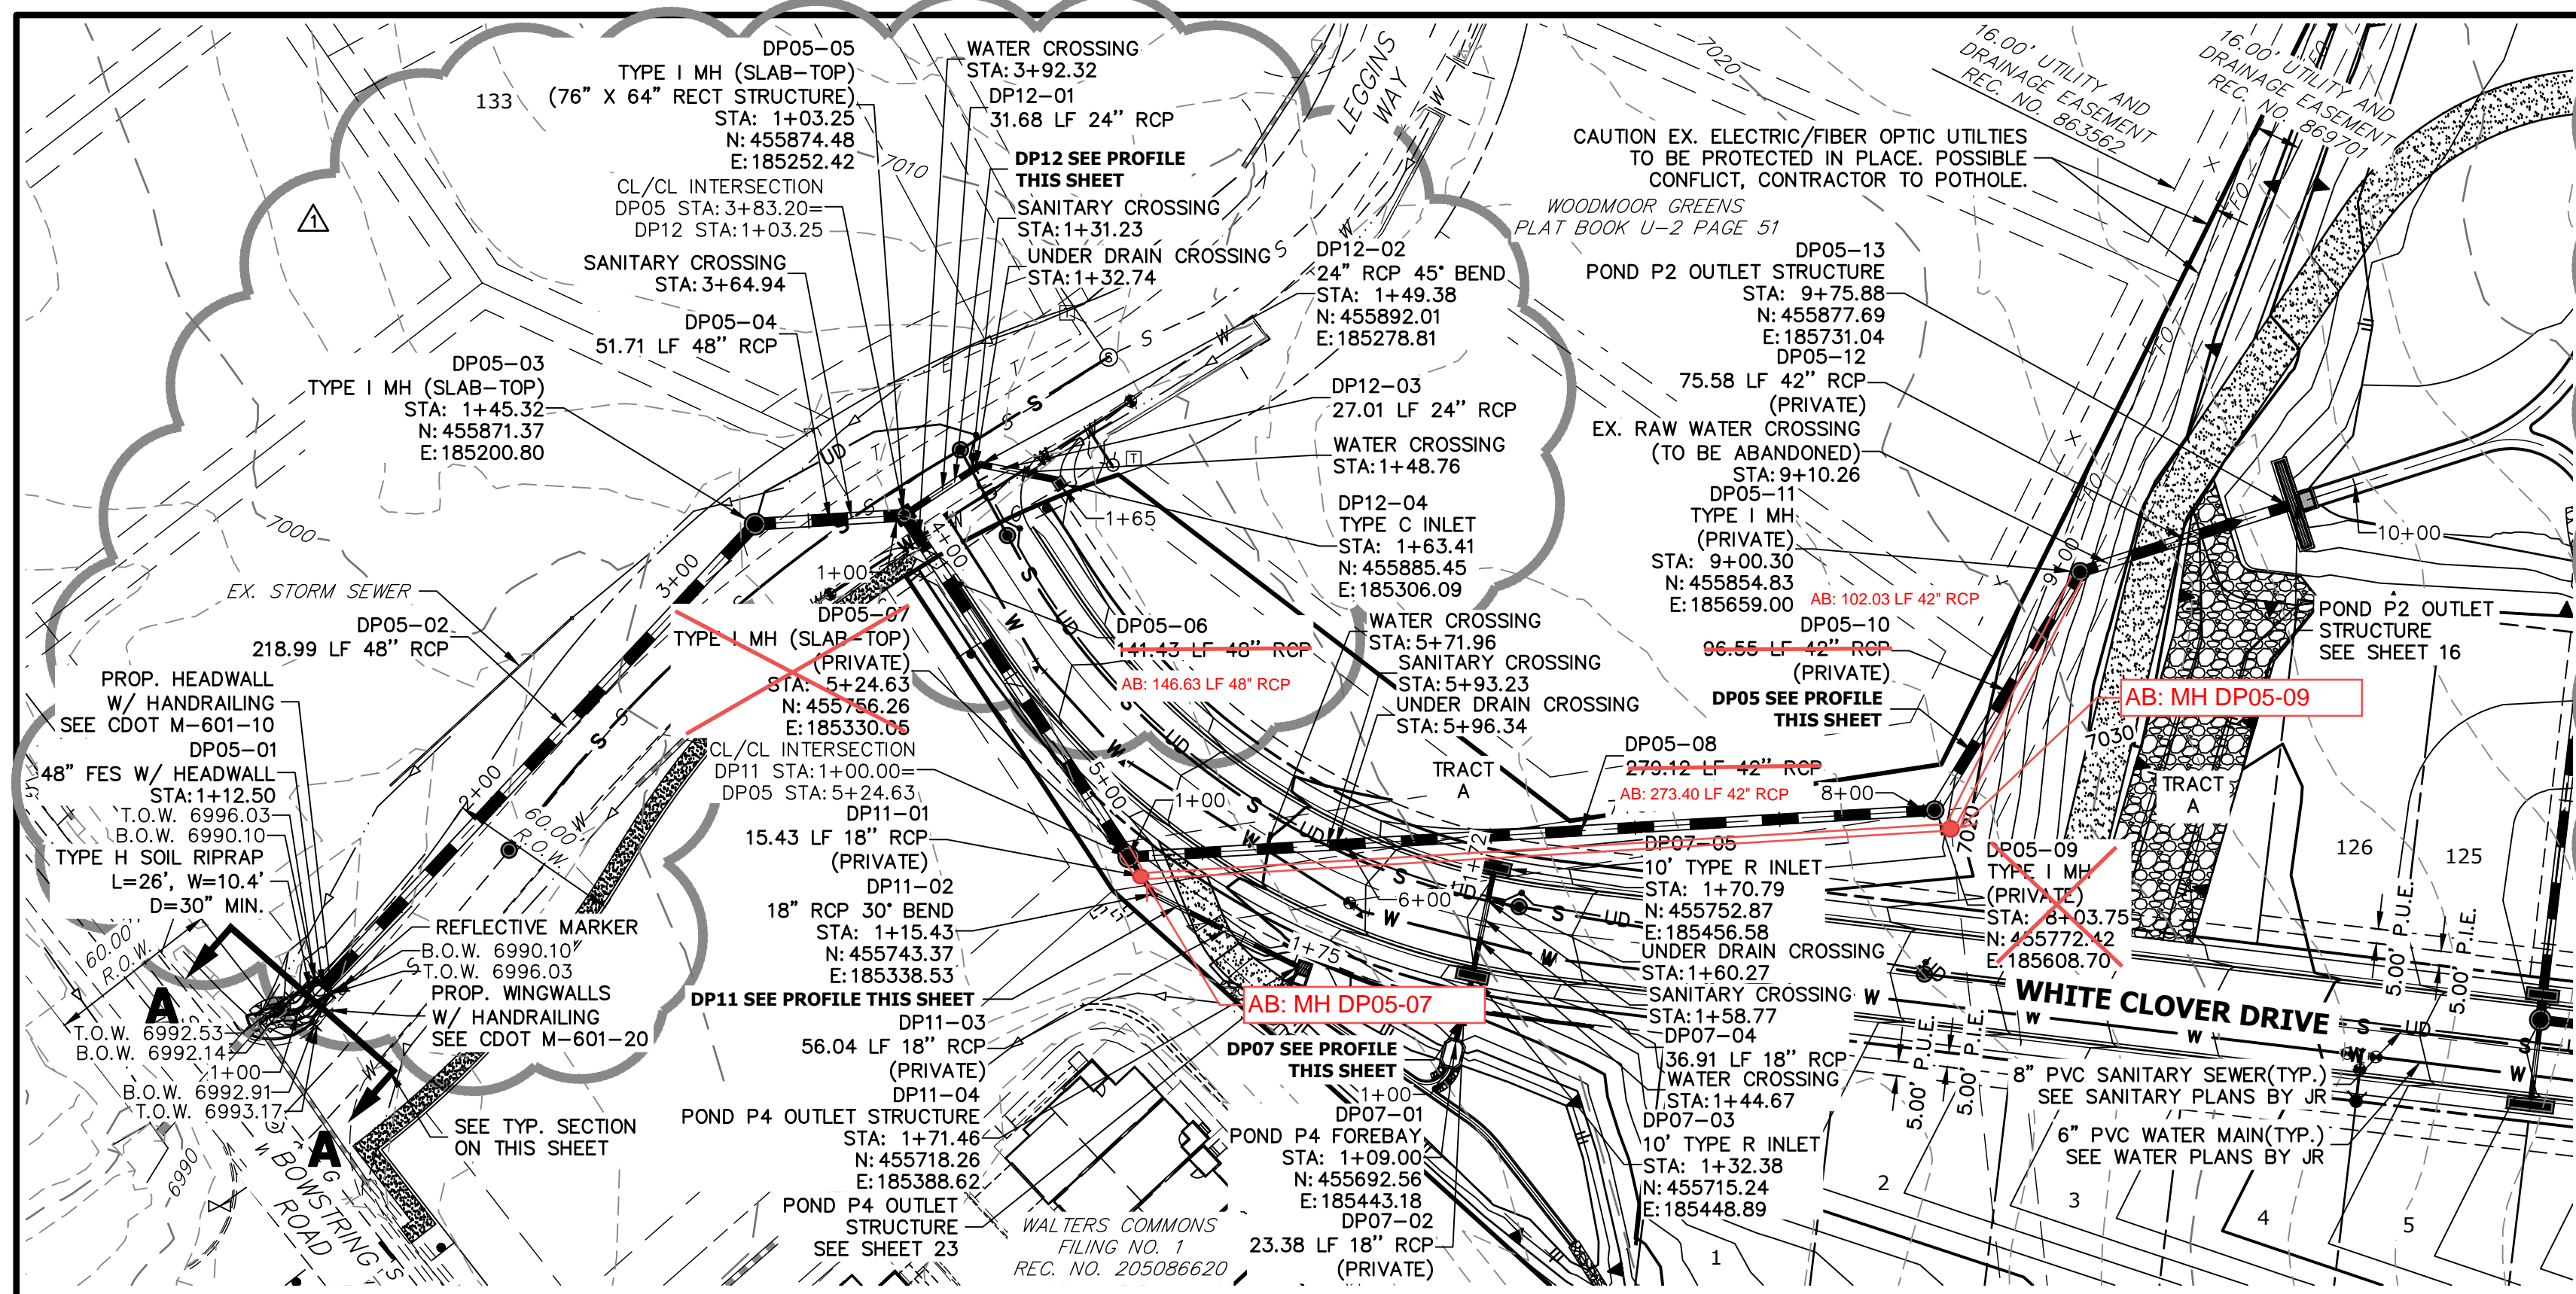 DP05-05
TYPE I MH (SLAB-TOP)
(76" X 64" RECT STRUCTURE)
STA: 1+03.25
N: 455874.48
E: 185252.42
CL/CL INTERSECTION
DP05 STA: 3+83.20=
DP12 STA: 1+03.25
SANITARY CROSSING
STA: 3+64.94
DP05-04
51.71 LF 48" RCP
DP05-03
TYPE I MH (SLAB-TOP)
STA: 1+45.32
N: 455871.37
E: 185200.80
133
1
7010
7000
EX. STORM SEWER
DP05-02
218.99 LF 48" RCP
PROP. HEADWALL
W/ HANDRAILING
SEE CDOT M-601-10
DP05-01
48" FES W/ HEADWALL
STA: 1+12.50
T.O.W. 6996.03
B.O.W. 6990.10
TYPE H SOIL RIPRAP
L=26', W=10.4'
D=30" MIN.
60.00'
R.O.W.
A
T.O.W. 6992.53
B.O.W. 6992.14
1+00
B.O.W. 6992.91
T.O.W. 6993.17
6990
BOWSTRING
ROAD
A
SEE TYP. SECTION
ON THIS SHEET
REFLECTIVE MARKER
B.O.W. 6990.10
T.O.W. 6996.03
PROP. WINGWALLS
W/ HANDRAILING
SEE CDOT M-601-20
2+00
3+00
60.00'
R.O.W.
WATER CROSSING
STA: 3+92.32
DP12-01
31.68 LF 24" RCP
DP12 SEE PROFILE
THIS SHEET
SANITARY CROSSING
STA: 1+31.23
UNDER DRAIN CROSSING
STA: 1+32.74
DP12-02
24" RCP 45° BEND
STA: 1+49.38
N: 455892.01
E: 185278.81
DP12-03
27.01 LF 24" RCP
WATER CROSSING
STA: 1+48.76
DP12-04
TYPE C INLET
STA: 1+63.41
N: 455885.45
E: 185306.09
LEGGINS
WAY
1+65
1+00
4+00
DP05-07
TYPE I MH (SLAB-TOP)
(PRIVATE)
STA: 5+24.63
N: 455756.26
E: 185330.05
CL/CL INTERSECTION
DP11 STA: 1+00.00=
DP05 STA: 5+24.63
DP11-01
15.43 LF 18" RCP
(PRIVATE)
DP11-02
18" RCP 30° BEND
STA: 1+15.43
N: 455743.37
E: 185338.53
DP11 SEE PROFILE THIS SHEET
DP11-03
56.04 LF 18" RCP
(PRIVATE)
DP11-04
POND P4 OUTLET STRUCTURE
STA: 1+71.46
N: 455718.26
E: 185388.62
POND P4 OUTLET
STRUCTURE
SEE SHEET 23
DP05-06
141.43 LF 48" RCP
AB: 146.63 LF 48" RCP
5+00
1+00
WATER CROSSING
STA: 5+71.96
SANITARY CROSSING
STA: 5+93.23
UNDER DRAIN CROSSING
STA: 5+96.34
TRACT
A
DP05-08
279.12 LF 42" RCP
AB: 273.40 LF 42" RCP
8+00
6+00
1+22
1+75
AB: MH DP05-07
DP07 SEE PROFILE
THIS SHEET
1+00
DP07-01
POND P4 FOREBAY
STA: 1+09.00
N: 455692.56
E: 185443.18
DP07-02
23.38 LF 18" RCP
(PRIVATE)
WALTERS COMMONS
FILING NO. 1
REC. NO. 205086620
DP07-05
10' TYPE R INLET
STA: 1+70.79
N: 455752.87
E: 185456.58
UNDER DRAIN CROSSING
STA: 1+60.27
SANITARY CROSSING
STA: 1+58.77
DP07-04
36.91 LF 18" RCP
WATER CROSSING
STA: 1+44.67
DP07-03
10' TYPE R INLET
STA: 1+32.38
N: 455715.24
E: 185448.89
7020
16.00' UTILITY AND
DRAINAGE EASEMENT
REC. NO. 863562
16.00' UTILITY AND
DRAINAGE EASEMENT
REC. NO. 869701
CAUTION EX. ELECTRIC/FIBER OPTIC UTILTIES
TO BE PROTECTED IN PLACE. POSSIBLE
CONFLICT, CONTRACTOR TO POTHOLE.
WOODMOOR GREENS
PLAT BOOK U-2 PAGE 51
DP05-13
POND P2 OUTLET STRUCTURE
STA: 9+75.88
N: 455877.69
E: 185731.04
DP05-12
75.58 LF 42" RCP
(PRIVATE)
EX. RAW WATER CROSSING
(TO BE ABANDONED)
STA: 9+10.26
DP05-11
TYPE I MH
(PRIVATE)
STA: 9+00.30
N: 455854.83
E: 185659.00
AB: 102.03 LF 42" RCP
DP05-10
96.55 LF 42" RCP
(PRIVATE)
DP05 SEE PROFILE
THIS SHEET
9+00
10+00
POND P2 OUTLET
STRUCTURE
SEE SHEET 16
AB: MH DP05-09
7030
TRACT
A
7020
DP05-09
TYPE I MH
(PRIVATE)
STA: 8+03.75
N: 455772.42
E: 185608.70
126
125
5.00' P.U.E.
5.00' P.I.E.
WHITE CLOVER DRIVE
5.00' P.U.E.
5.00' P.I.E.
8" PVC SANITARY SEWER(TYP.)
SEE SANITARY PLANS BY JR
6" PVC WATER MAIN(TYP.)
SEE WATER PLANS BY JR
1
2
3
4
5